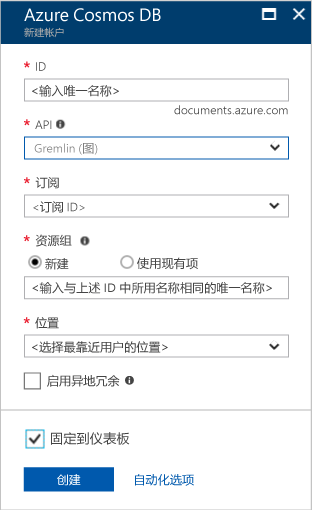 Azure Cosmos DB
新建帐户
* ID
<输入唯一名称>
documents.azure.com
* API
Gremlin (图)
* 订阅
<订阅 ID>
* 资源组
新建 使用现有项
<输入与上述 ID 中所用名称相同的唯一名称>
* 位置
<选择最靠近用户的位置>
启用异地冗余
固定到仪表板
创建 自动化选项